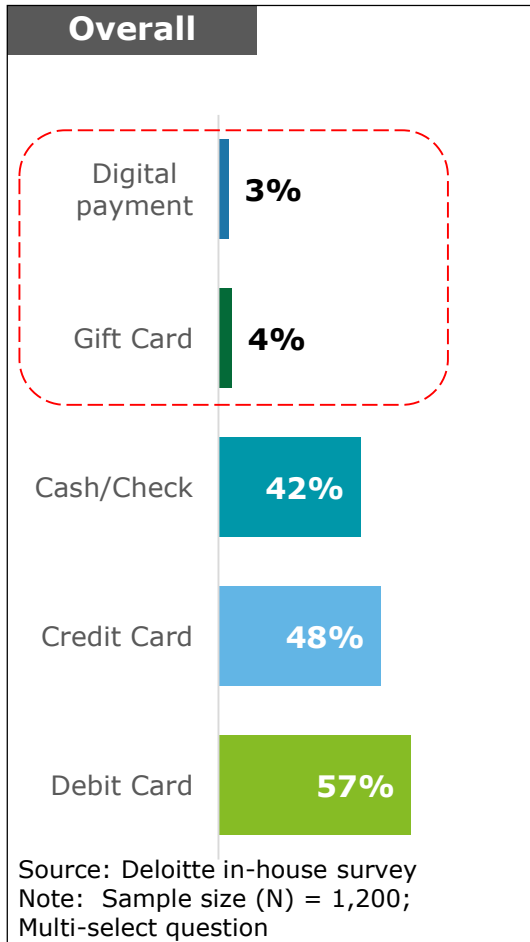 Overall
Digital
payment
3%
Gift Card
4%
Cash/Check
42%
Credit Card
48%
Debit Card
57%
Source: Deloitte in-house survey
Note:  Sample size (N) = 1,200;
Multi-select question